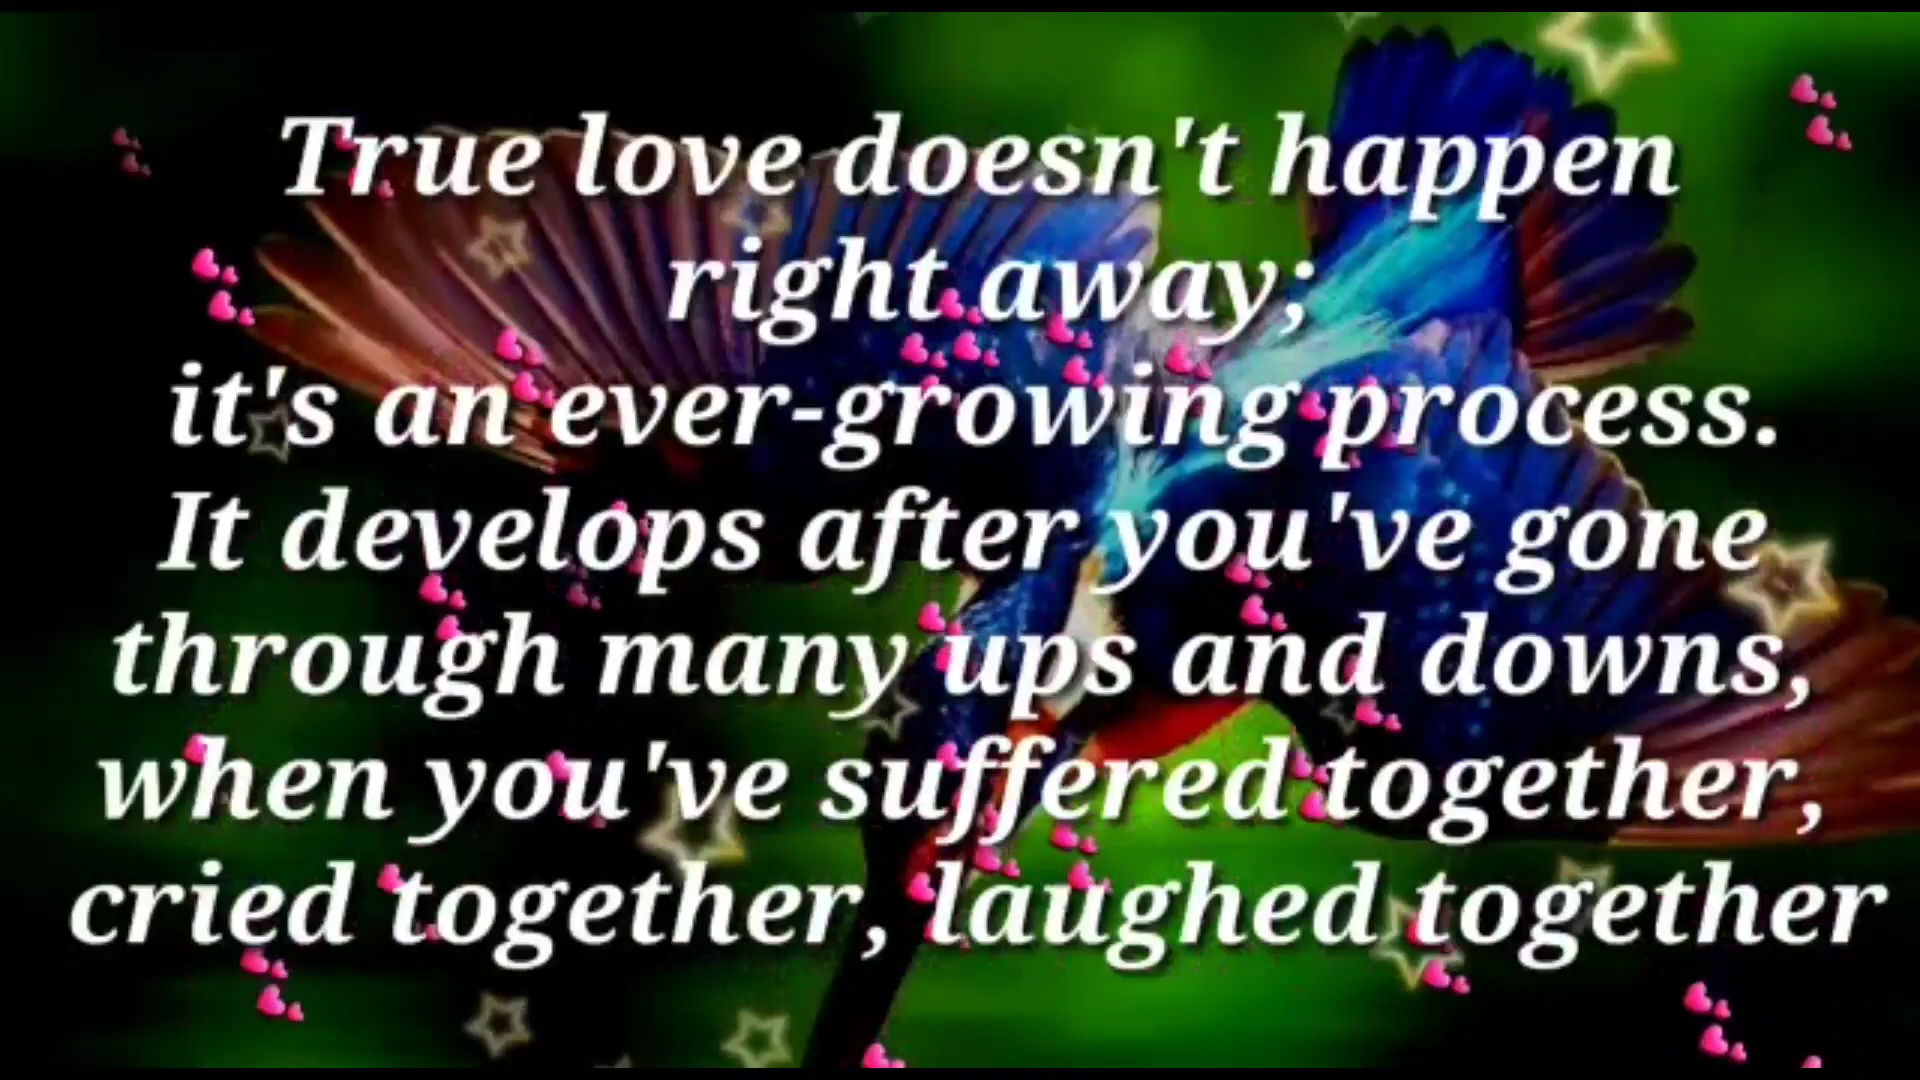 True love doesn't happen
right away;
it's an ever-growing process.
It develops after you've gone
through many ups and downs,
when you've suffered together,
cried together, laughed together